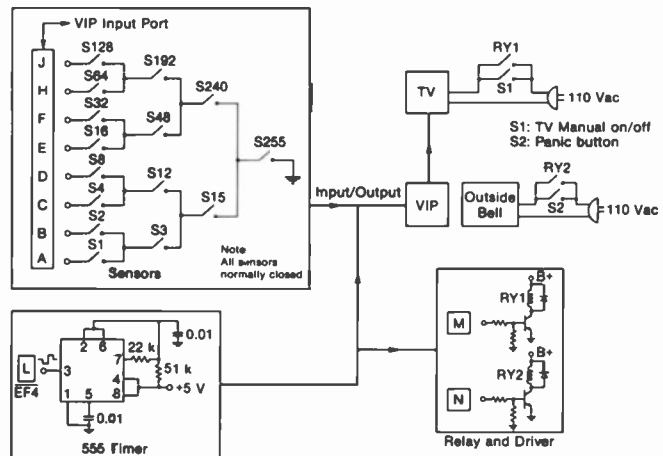 VIP Input Port
J
H
F
E
D
C
B
A
S128
S64
S32
S16
S8
S4
S2
S1
S192
S48
S12
S3
S240
S15
S255
Sensors
Note
All sensors
normally closed
Input/Output
TV
RY1
S1
110 Vac
S1: TV Manual on/off
S2: Panic button
VIP
Outside
Bell
RY2
S2
110 Vac
L
EF4
2 6
3
7
4
8
1 5
22 k
51 k
0.01
+5 V
0.01
555 Timer
M
RY1
B+
N
RY2
B+
Relay and Driver